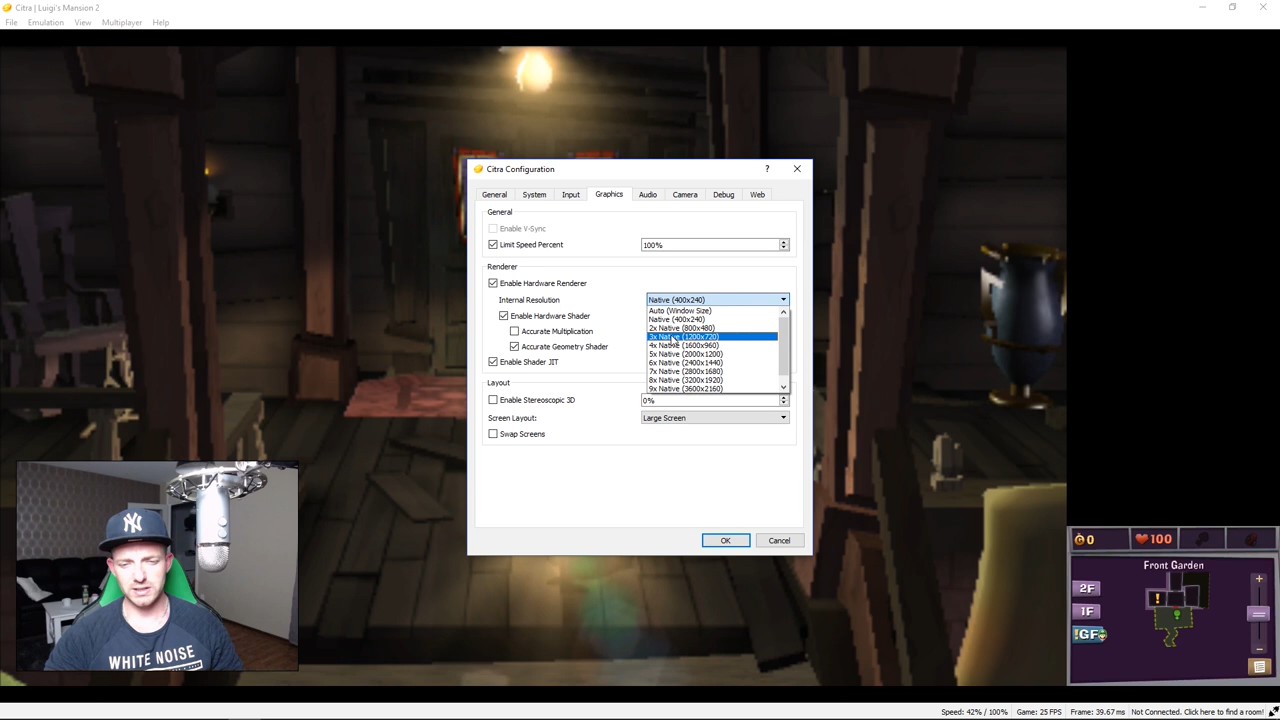 Citra | Luigi's Mansion 2
File Emulation View Multiplayer Help
Citra Configuration
?
General System Input Graphics Audio Camera Debug Web
General
Enable V-Sync
Limit Speed Percent 100%
Renderer
Enable Hardware Renderer
Internal Resolution Native (400x240)
Auto (Window Size)
Enable Hardware Shader
Native (400x240)
2x Native (800x480)
Accurate Multiplication
3x Native (1200x720)
4x Native (1600x960)
Accurate Geometry Shader
5x Native (2000x1200)
Enable Shader JIT
6x Native (2400x1440)
7x Native (2800x1680)
Layout
8x Native (3200x1920)
9x Native (3600x2160)
Enable Stereoscopic 3D 0%
Screen Layout: Large Screen
Swap Screens
OK Cancel
NY
WHITE NOISE
G 0 100
Front Garden
2F
1F
!GF
!
Speed: 42% / 100% Game: 25 FPS Frame: 39.67 ms Not Connected. Click here to find a room!